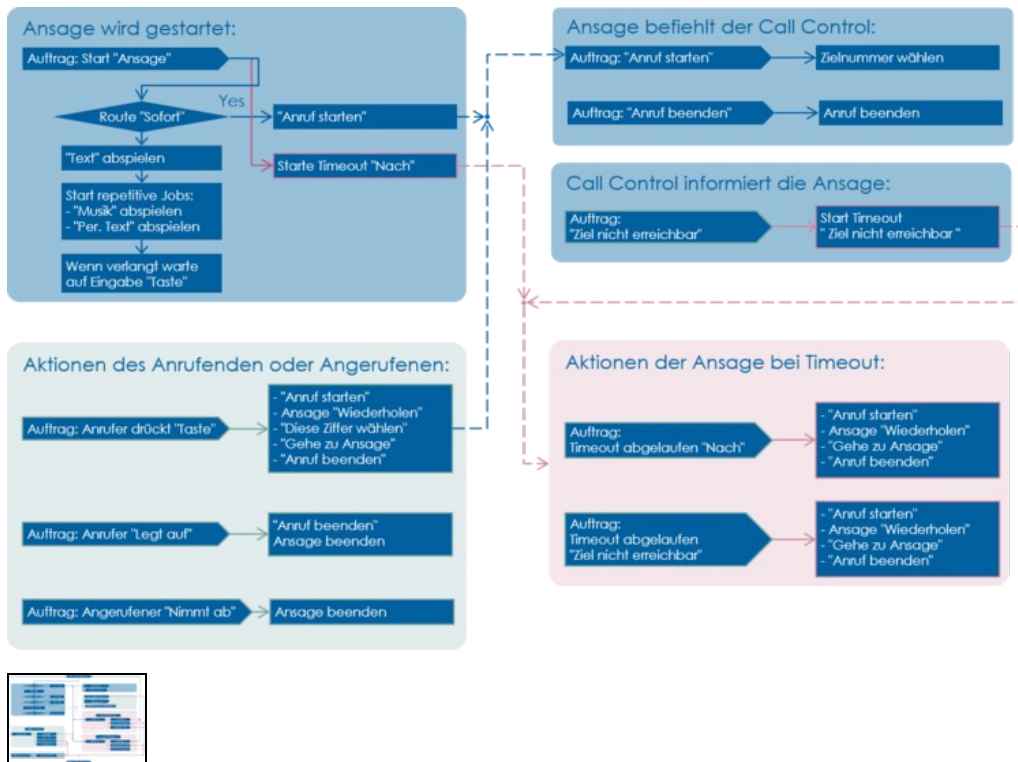 Ansage wird gestartet:
Auftrag: Start "Ansage"
Route "Sofort"
Yes
"Anruf starten"
"Text" abspielen
Starte Timeout "Nach"
Start repetitive Jobs:
- "Musik" abspielen
- "Per. Text" abspielen
Wenn verlangt warte
auf Eingabe "Taste"
Ansage befiehlt der Call Control:
Auftrag: "Anruf starten"
Zielnummer wählen
Auftrag: "Anruf beenden"
Anruf beenden
Call Control informiert die Ansage:
Auftrag:
"Ziel nicht erreichbar"
Start Timeout
" Ziel nicht erreichbar "
Aktionen des Anrufenden oder Angerufenen:
Auftrag: Anrufer drückt "Taste"
- "Anruf starten"
- Ansage "Wiederholen"
- "Diese Ziffer wählen"
- "Gehe zu Ansage"
- "Anruf beenden"
Auftrag: Anrufer "Legt auf"
"Anruf beenden"
Ansage beenden
Auftrag: Angerufener "Nimmt ab"
Ansage beenden
Aktionen der Ansage bei Timeout:
Auftrag:
Timeout abgelaufen "Nach"
- "Anruf starten"
- Ansage "Wiederholen"
- "Gehe zu Ansage"
- "Anruf beenden"
Auftrag:
Timeout abgelaufen
"Ziel nicht erreichbar"
- "Anruf starten"
- Ansage "Wiederholen"
- "Gehe zu Ansage"
- "Anruf beenden"